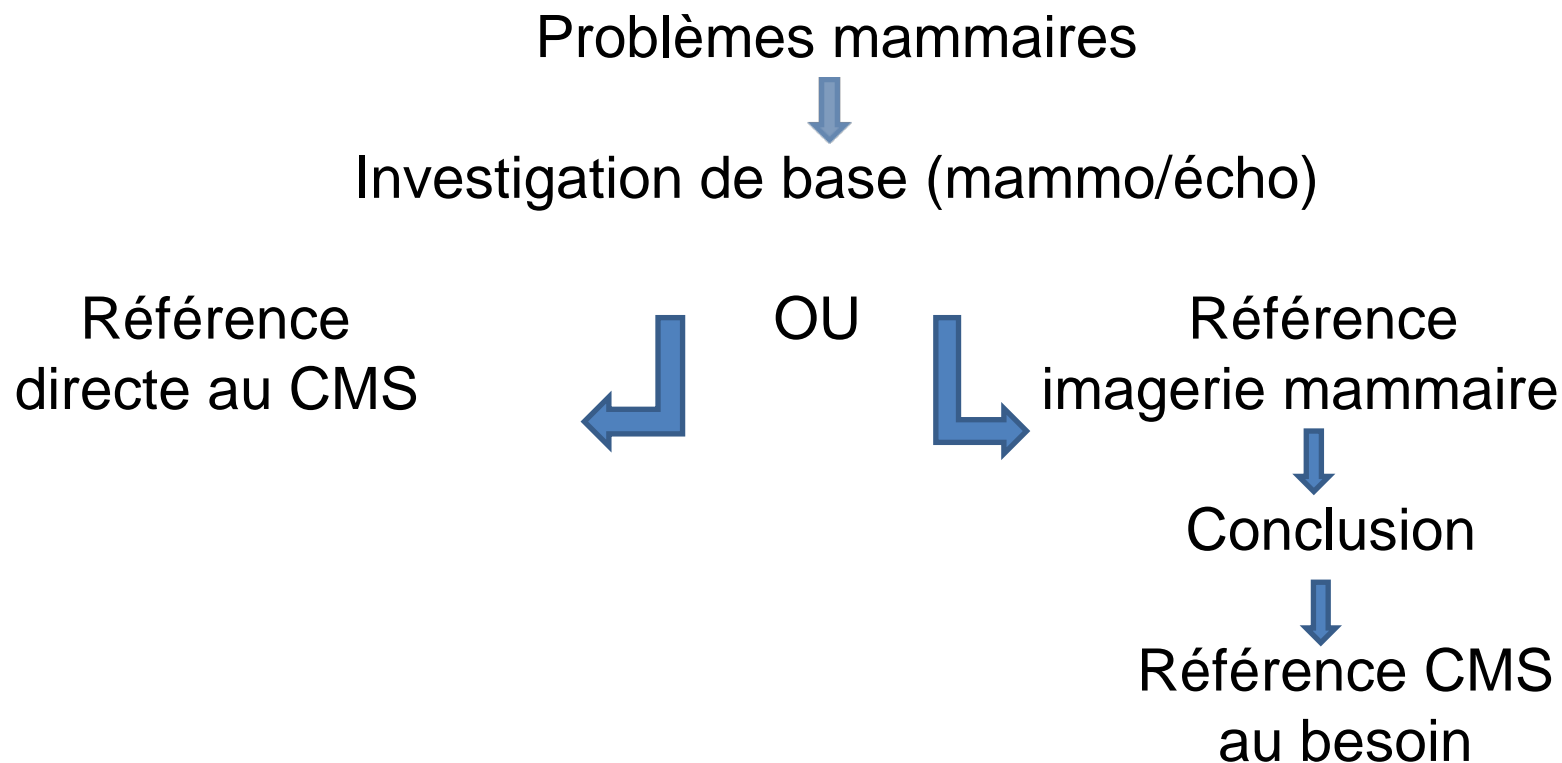 Problèmes mammaires
Investigation de base (mammo/écho)
Référence
directe au CMS
OU
Référence
imagerie mammaire
Conclusion
Référence CMS
au besoin